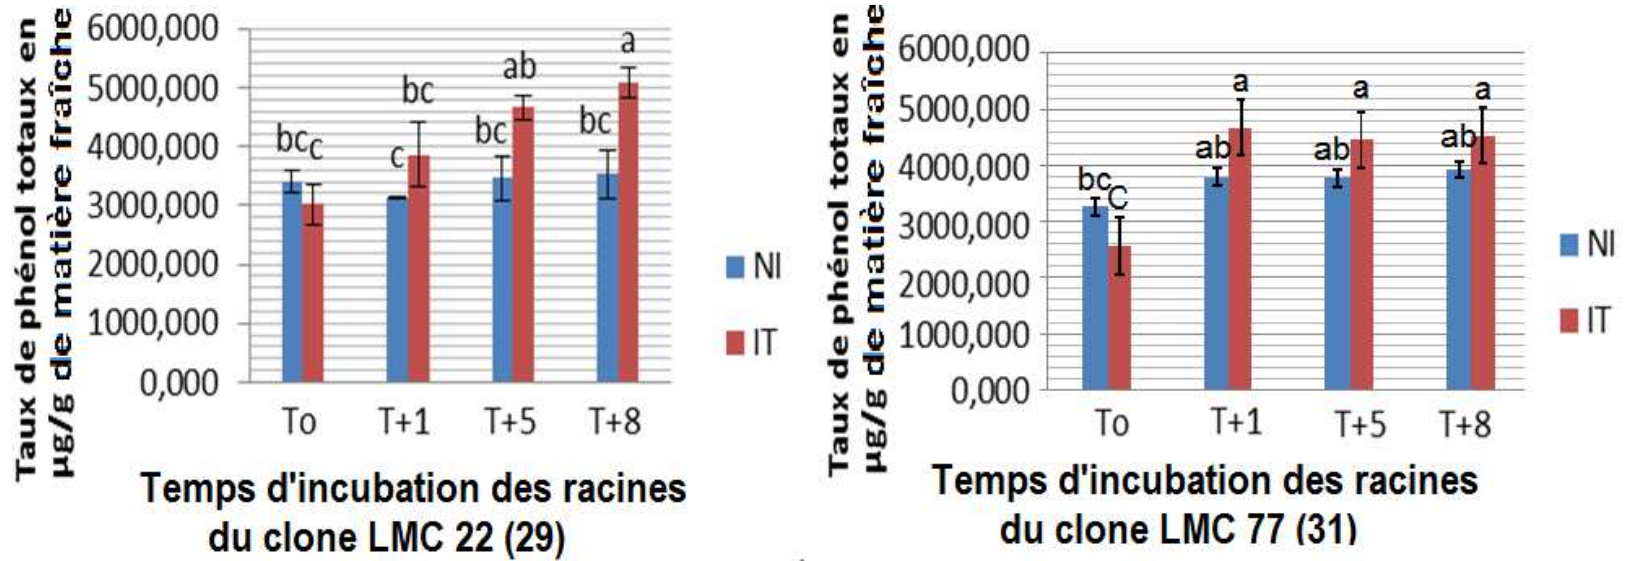 Taux de phénol totaux en
µg/g de matière fraîche
6000,000
5000,000
4000,000
3000,000
2000,000
1000,000
0,000
bc
c
c
bc
bc
ab
bc
a
To
T+1
T+5
T+8
NI
IT
Temps d'incubation des racines
du clone LMC 22 (29)
Taux de phénol totaux en
µg/g de matière fraîche
6000,000
5000,000
4000,000
3000,000
2000,000
1000,000
0,000
bc
C
ab
a
ab
a
ab
a
To
T+1
T+5
T+8
NI
IT
Temps d'incubation des racines
du clone LMC 77 (31)